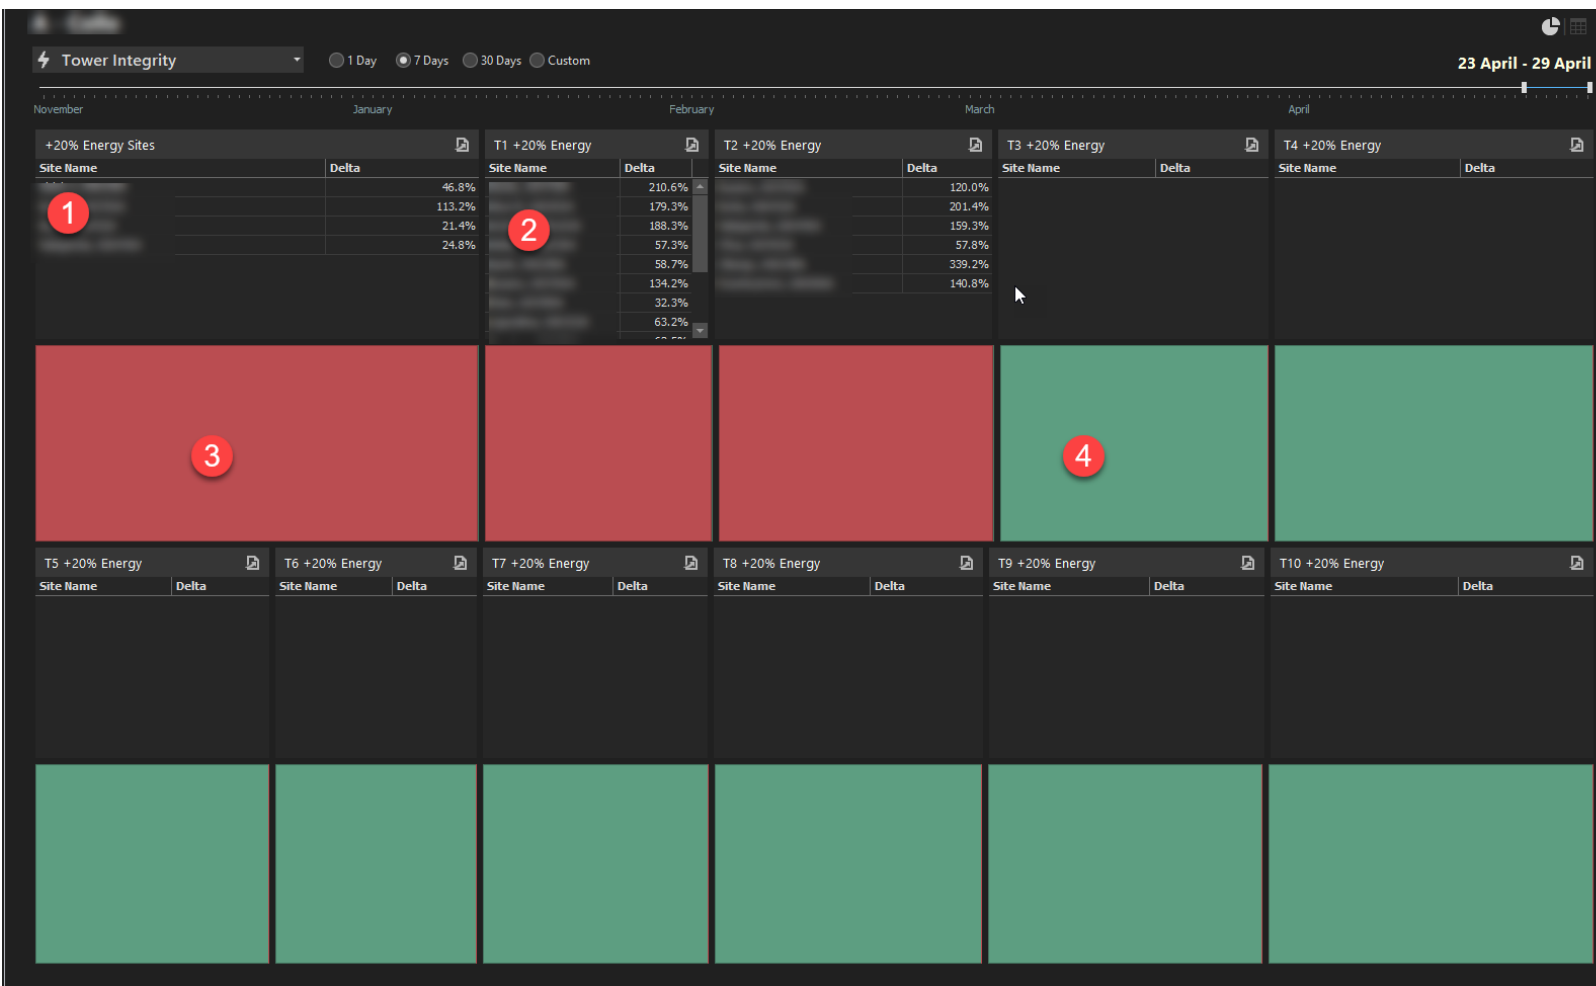 Tower Integrity
1 Day 7 Days 30 Days Custom
23 April - 29 April
November January February March April
+20% Energy Sites T1 +20% Energy T2 +20% Energy T3 +20% Energy T4 +20% Energy
Site Name Delta Site Name Delta Site Name Delta Site Name Delta Site Name Delta
46.8% 210.6% 120.0%
113.2% 179.3% 201.4%
21.4% 188.3% 159.3%
24.8% 57.3% 57.8%
58.7% 339.2%
134.2% 140.8%
32.3%
63.2%
1
2
3
4
T5 +20% Energy T6 +20% Energy T7 +20% Energy T8 +20% Energy T9 +20% Energy T10 +20% Energy
Site Name Delta Site Name Delta Site Name Delta Site Name Delta Site Name Delta Site Name Delta